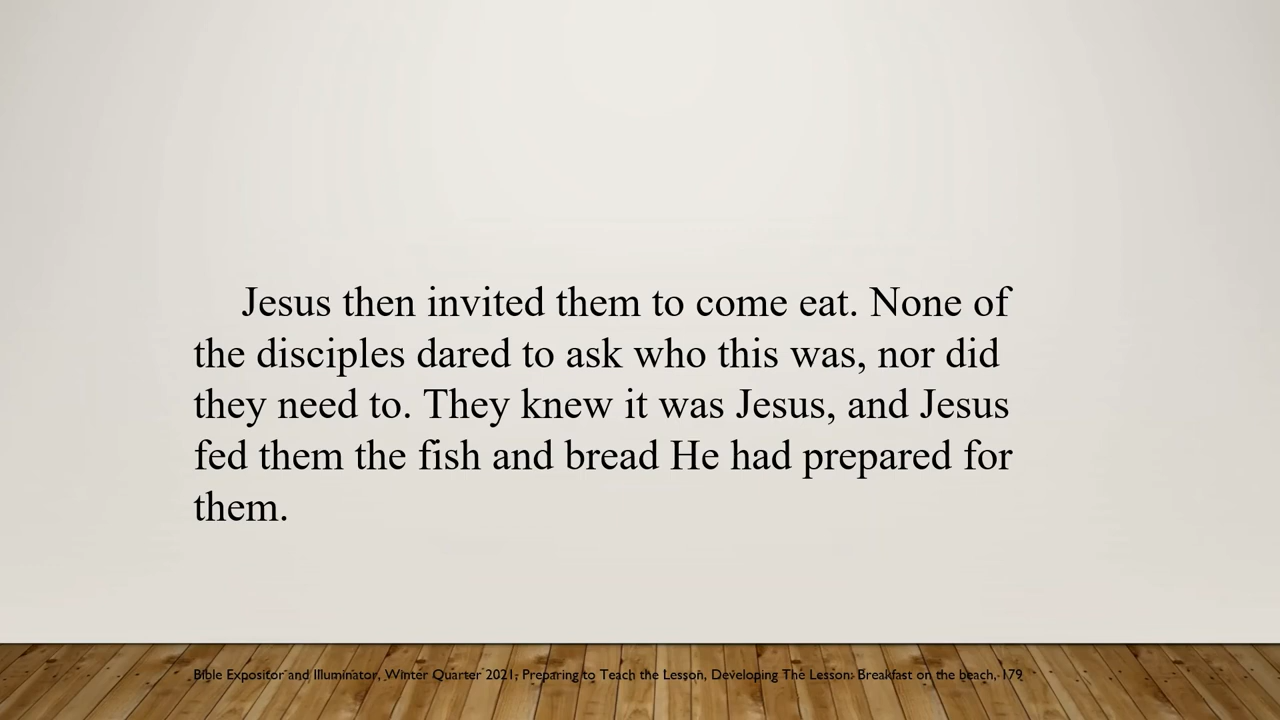 Jesus then invited them to come eat. None of
the disciples dared to ask who this was, nor did
they need to. They knew it was Jesus, and Jesus
fed them the fish and bread He had prepared for
them.
Bible Expositor and Illuminator, Winter Quarter 2021, Preparing to Teach the Lesson, Developing The Lesson: Breakfast on the beach, 179